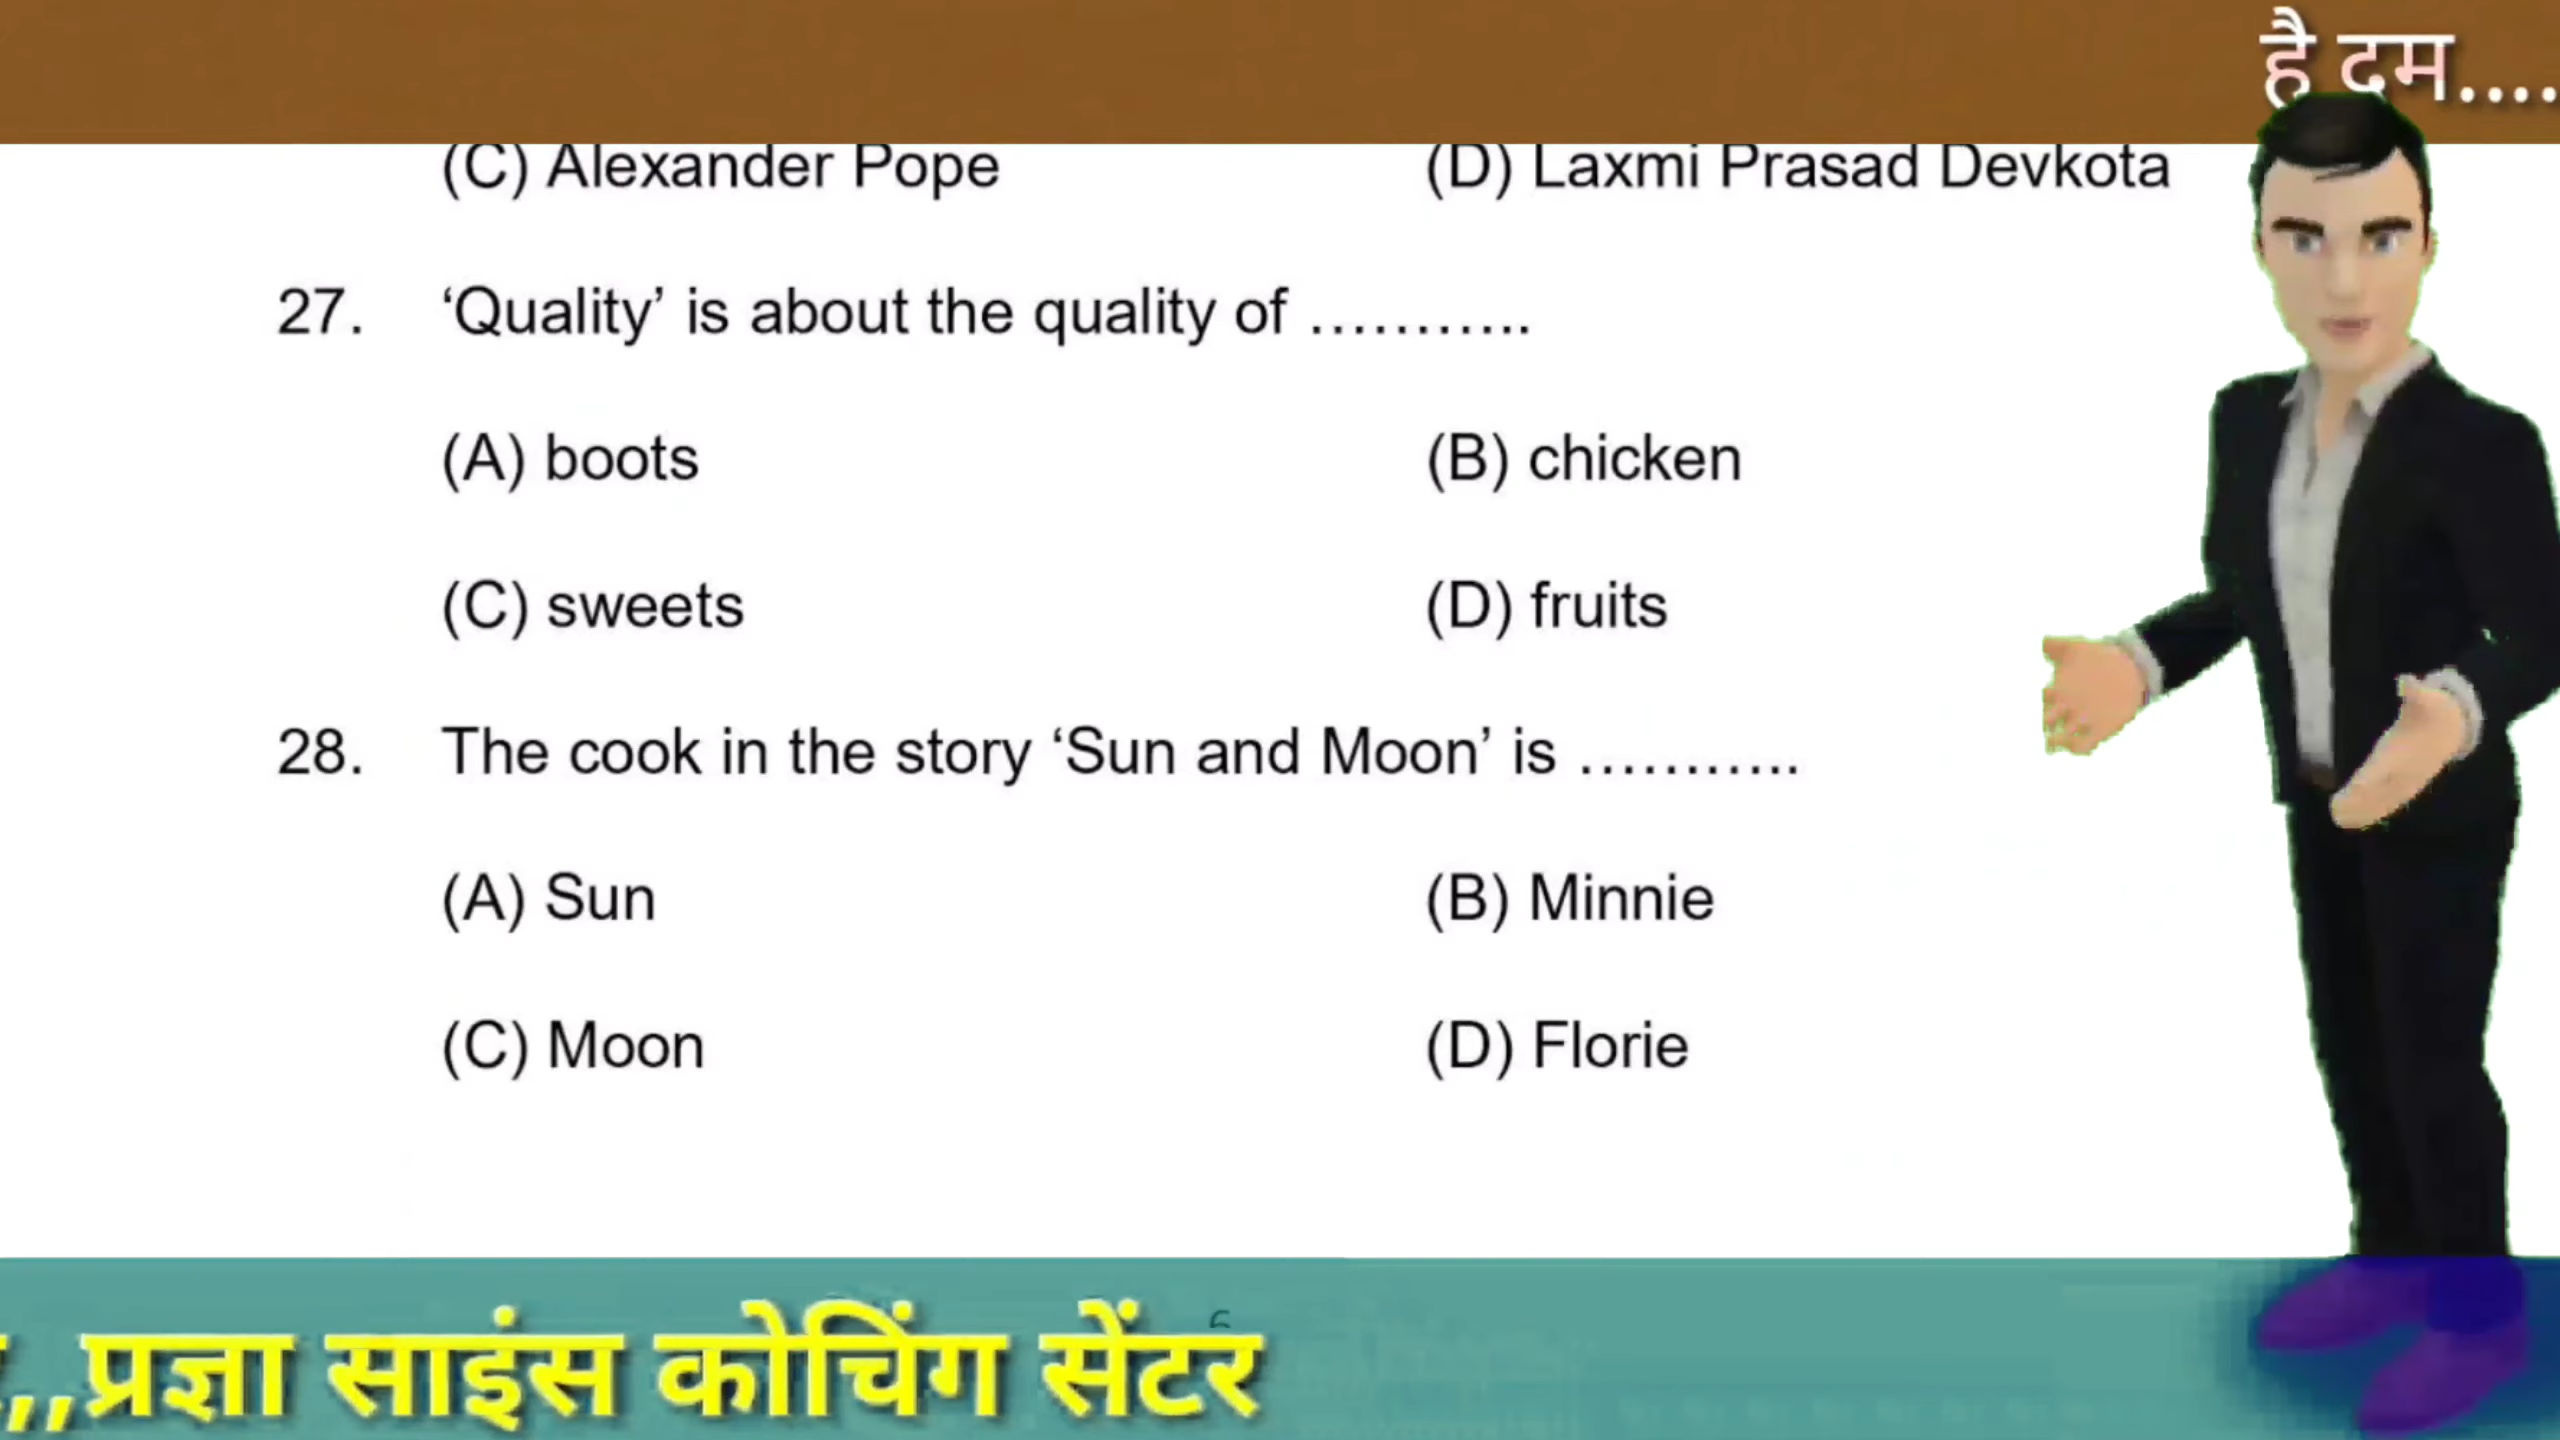 है दम....
(C) Alexander Pope (D) Laxmi Prasad Devkota
27. ‘Quality’ is about the quality of ...........
(A) boots (B) chicken
(C) sweets (D) fruits
28. The cook in the story ‘Sun and Moon’ is ...........
(A) Sun (B) Minnie
(C) Moon (D) Florie
6
,,प्रज्ञा साइंस कोचिंग सेंटर